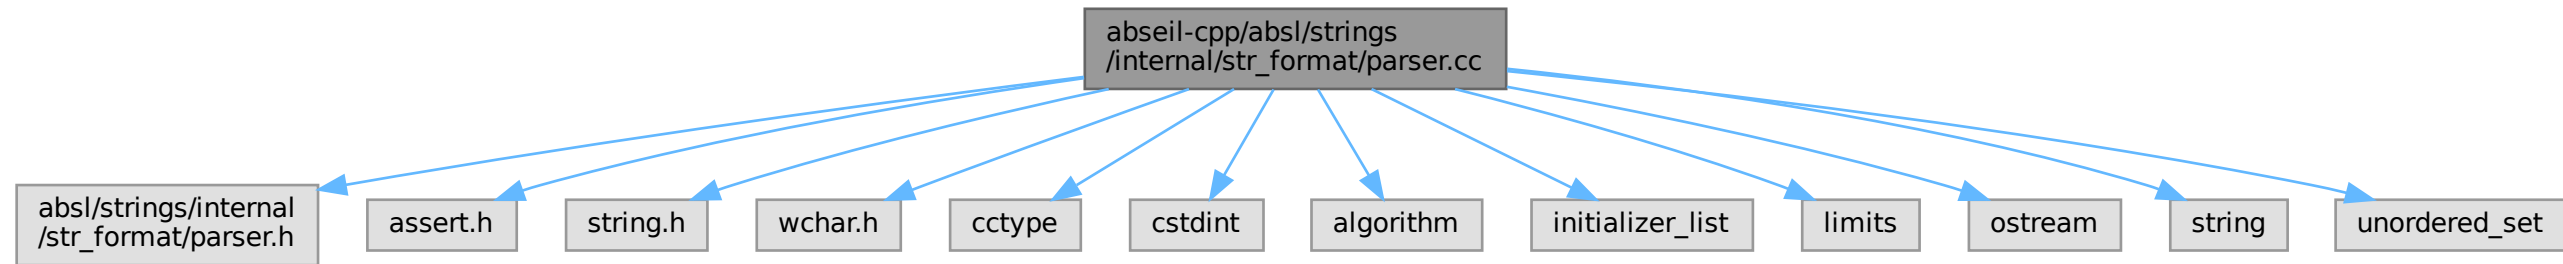 abseil-cpp/absl/strings
/internal/str_format/parser.cc
absl/strings/internal
/str_format/parser.h
assert.h
string.h
wchar.h
cctype
cstdint
algorithm
initializer_list
limits
ostream
string
unordered_set